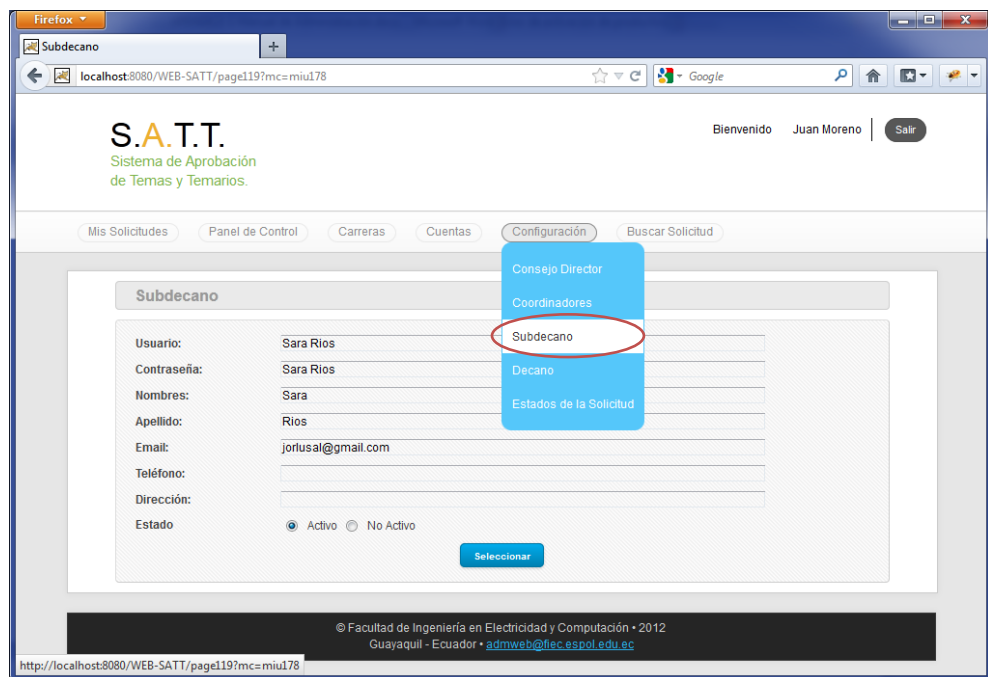 Firefox
Subdecano
localhost:8080/WEB-SATT/page119?mc=miu178
Google
S.A.T.T.
Sistema de Aprobación
de Temas y Temarios.
Bienvenido Juan Moreno Salir
Mis Solicitudes Panel de Control Carreras Cuentas Configuración Buscar Solicitud
Consejo Director
Coordinadores
Subdecano
Decano
Estados de la Solicitud
Subdecano
Usuario: Sara Rios
Contraseña: Sara Rios
Nombres: Sara
Apellido: Rios
Email: jorlusal@gmail.com
Teléfono:
Dirección:
Estado Activo No Activo
Seleccionar
© Facultad de Ingeniería en Electricidad y Computación • 2012
Guayaquil - Ecuador • admweb@fiec.espol.edu.ec
http://localhost:8080/WEB-SATT/page119?mc=miu178